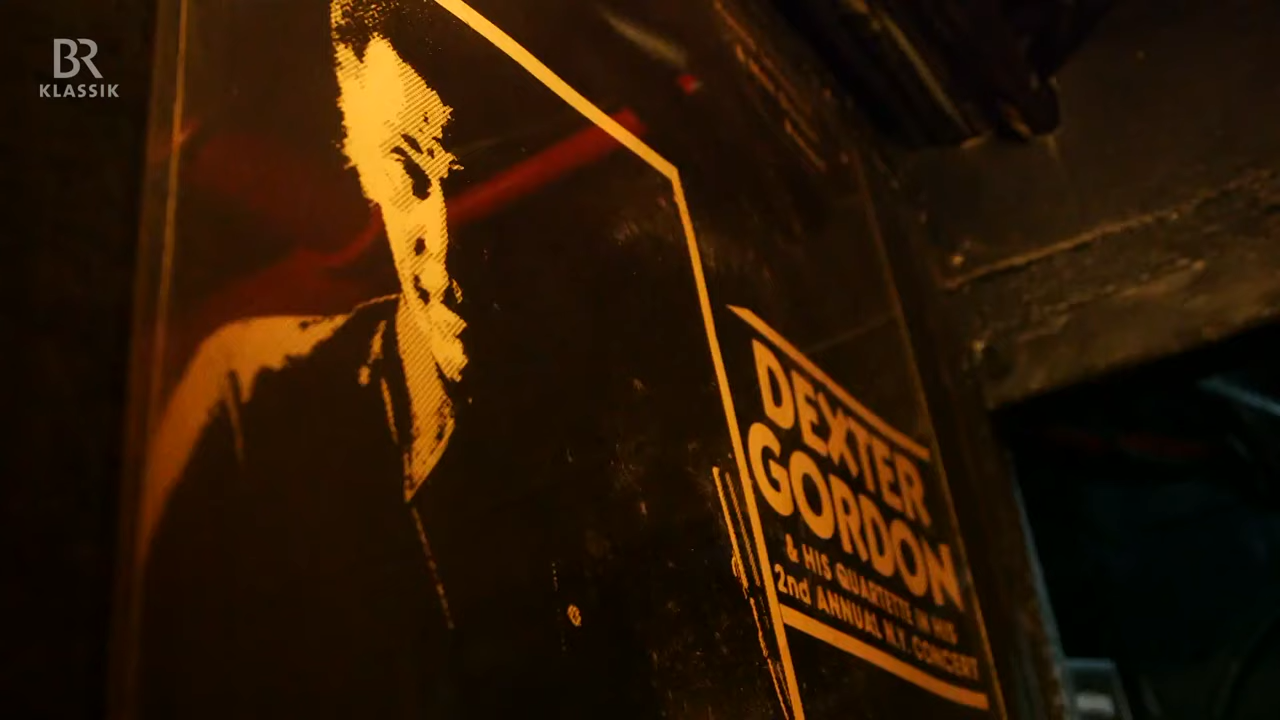 BR
KLASSIK
DEXTER
GORDON
& HIS QUARTETTE IN HIS
2nd ANNUAL N.Y. CONCERT